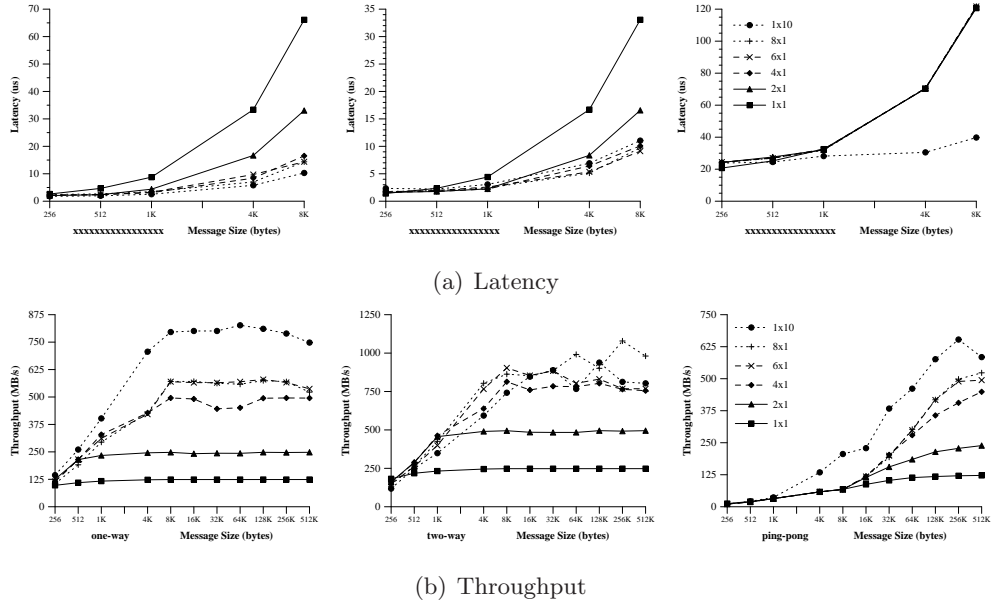 70
60
50
40
30
20
10
0
Latency (us)
256 512 1K 4K 8K
xxxxxxxxxxxxxxxxx Message Size (bytes)
35
30
25
20
15
10
5
0
Latency (us)
256 512 1K 4K 8K
xxxxxxxxxxxxxxxxx Message Size (bytes)
120
100
80
60
40
20
0
Latency (us)
1x10
8x1
6x1
4x1
2x1
1x1
256 512 1K 4K 8K
xxxxxxxxxxxxxxxxx Message Size (bytes)
(a) Latency
875
750
625
500
375
250
125
0
Throughput (MB/s)
256 512 1K 4K 8K 16K 32K 64K 128K 256K 512K
one-way Message Size (bytes)
1250
1000
750
500
250
0
Throughput (MB/s)
256 512 1K 4K 8K 16K 32K 64K 128K 256K 512K
two-way Message Size (bytes)
750
625
500
375
250
125
0
Throughput (MB/s)
1x10
8x1
6x1
4x1
2x1
1x1
256 512 1K 4K 8K 16K 32K 64K 128K 256K 512K
ping-pong Message Size (bytes)
(b) Throughput